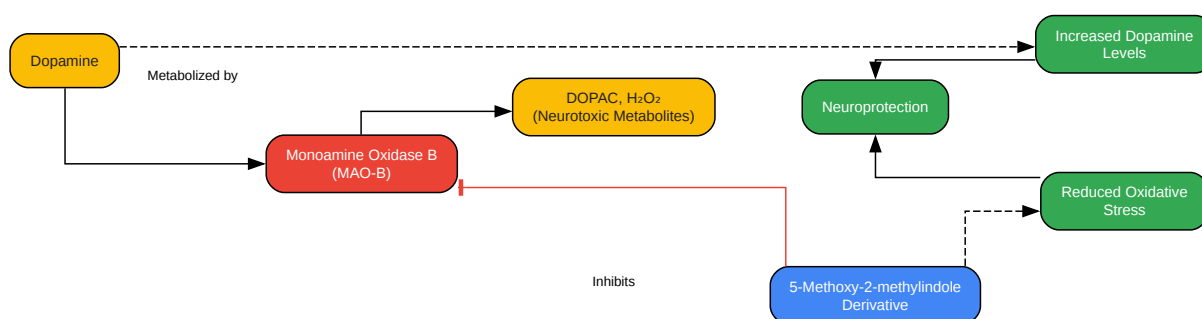 Dopamine
Metabolized by
Monoamine Oxidase B
(MAO-B)
DOPAC, H₂O₂
(Neurotoxic Metabolites)
Increased Dopamine
Levels
Neuroprotection
Reduced Oxidative
Stress
Inhibits
5-Methoxy-2-methylindole
Derivative